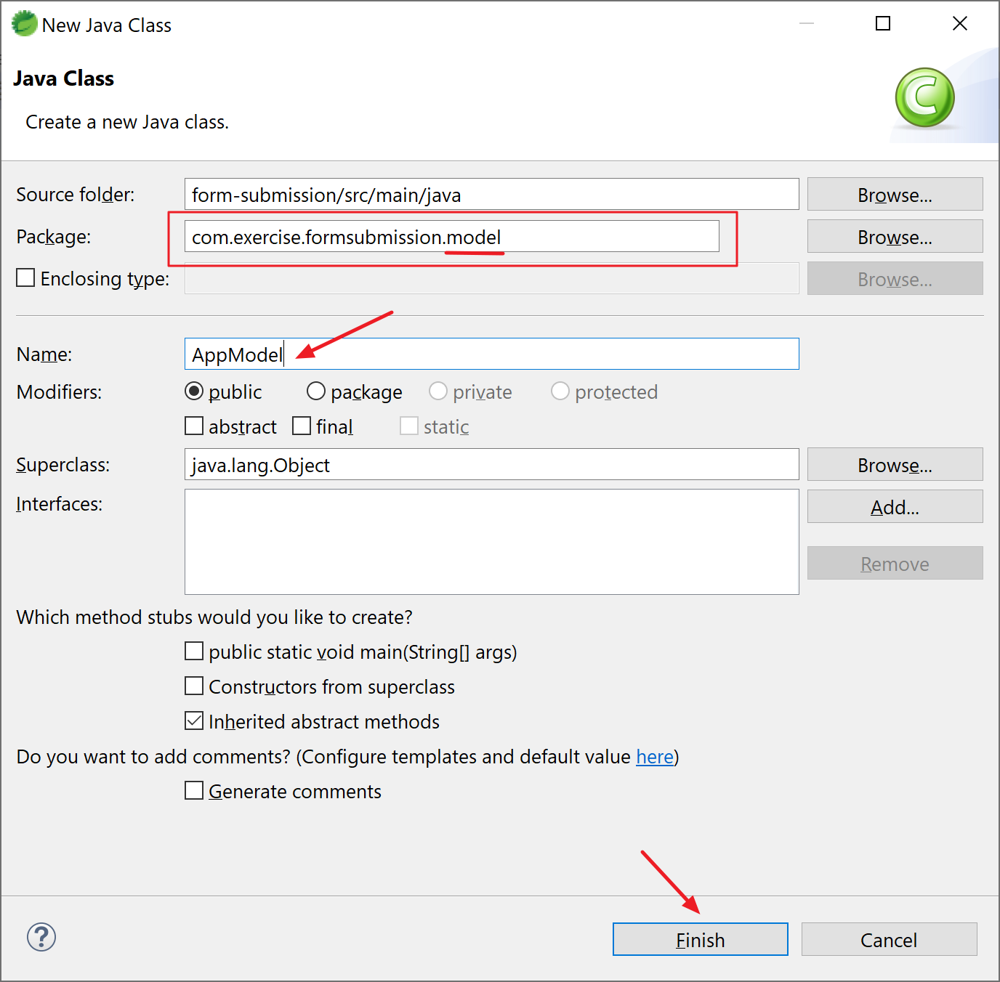 New Java Class
Java Class
Create a new Java class.
Source folder: form-submission/src/main/java Browse...
Package: com.exercise.formsubmission.model Browse...
Enclosing type: Browse...
Name: AppModel
Modifiers: public package private protected
abstract final static
Superclass: java.lang.Object Browse...
Interfaces: Add...
Remove
Which method stubs would you like to create?
public static void main(String[] args)
Constructors from superclass
Inherited abstract methods
Do you want to add comments? (Configure templates and default value here)
Generate comments
? Finish Cancel